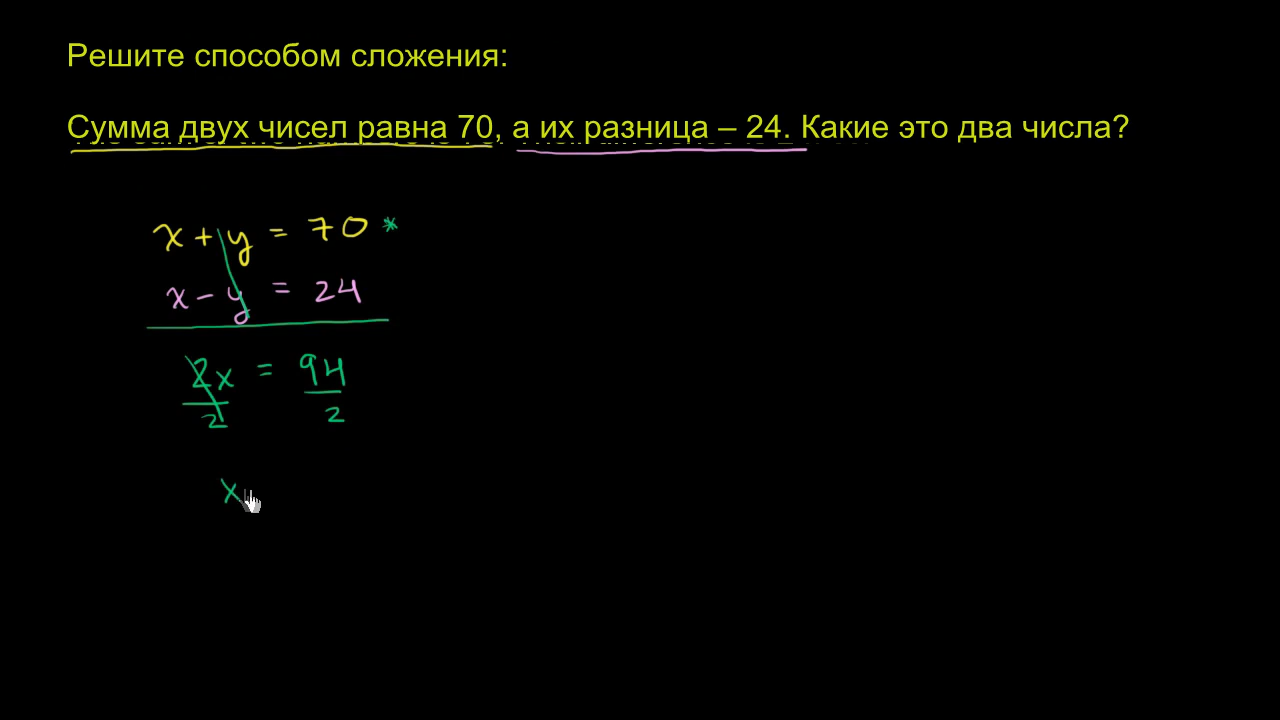 Решите способом сложения:
Сумма двух чисел равна 70, а их разница – 24. Какие это два числа?
x + y = 70 *
x - y = 24
2x = 94
2 2
x